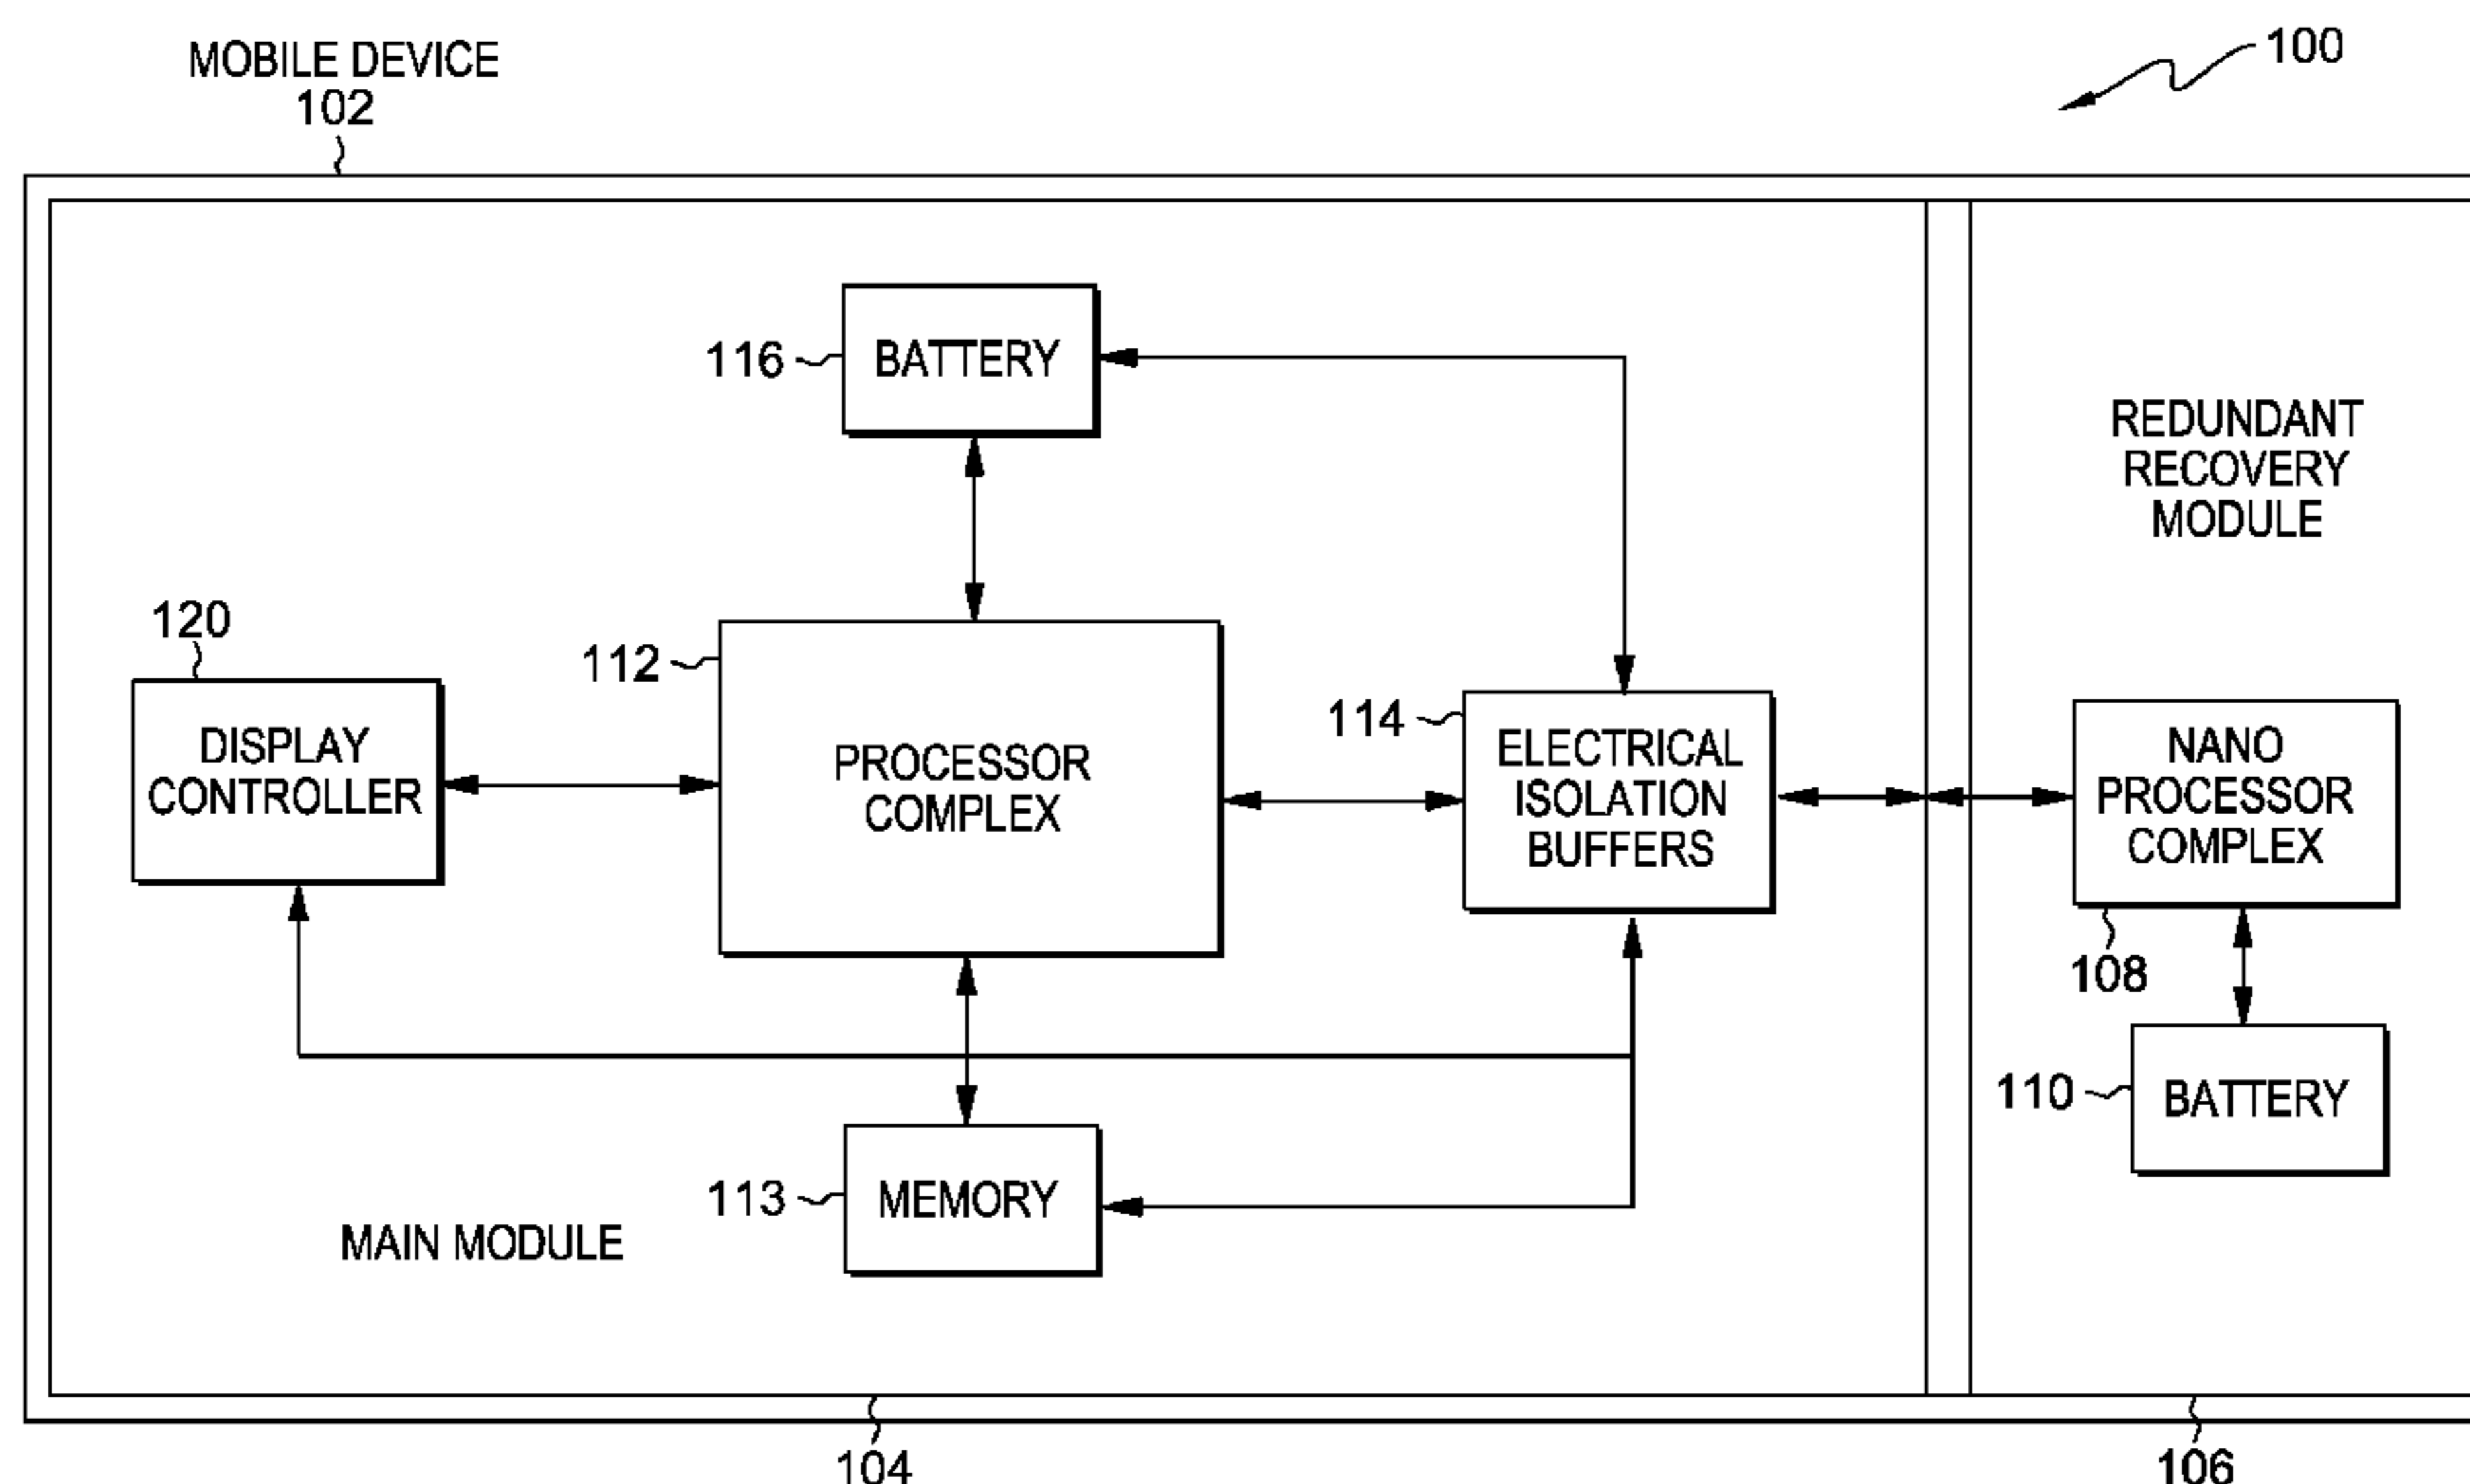 MOBILE DEVICE
102
100
116
BATTERY
REDUNDANT
RECOVERY
MODULE
120
112
114
DISPLAY
CONTROLLER
PROCESSOR
COMPLEX
ELECTRICAL
ISOLATION
BUFFERS
NANO
PROCESSOR
COMPLEX
108
110
BATTERY
113
MEMORY
MAIN MODULE
104
106